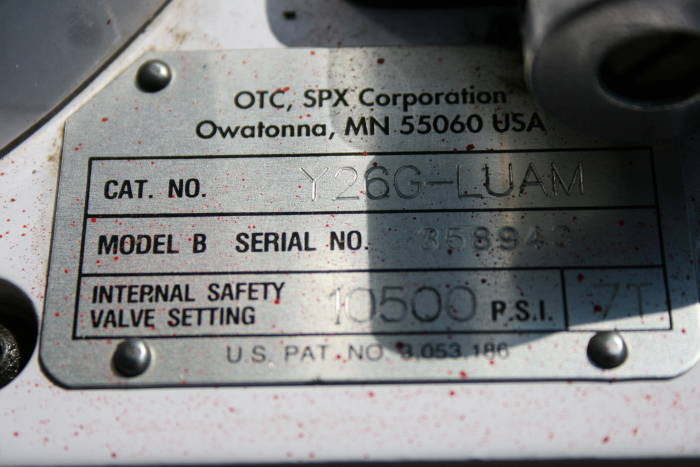 OTC, SPX Corporation
Owatonna, MN 55060 USA
CAT. NO. Y26G-LUAM
MODEL B SERIAL NO.
INTERNAL SAFETY
VALVE SETTING 10500 P.S.I. 7T
U.S. PAT. NO. 3,053,186